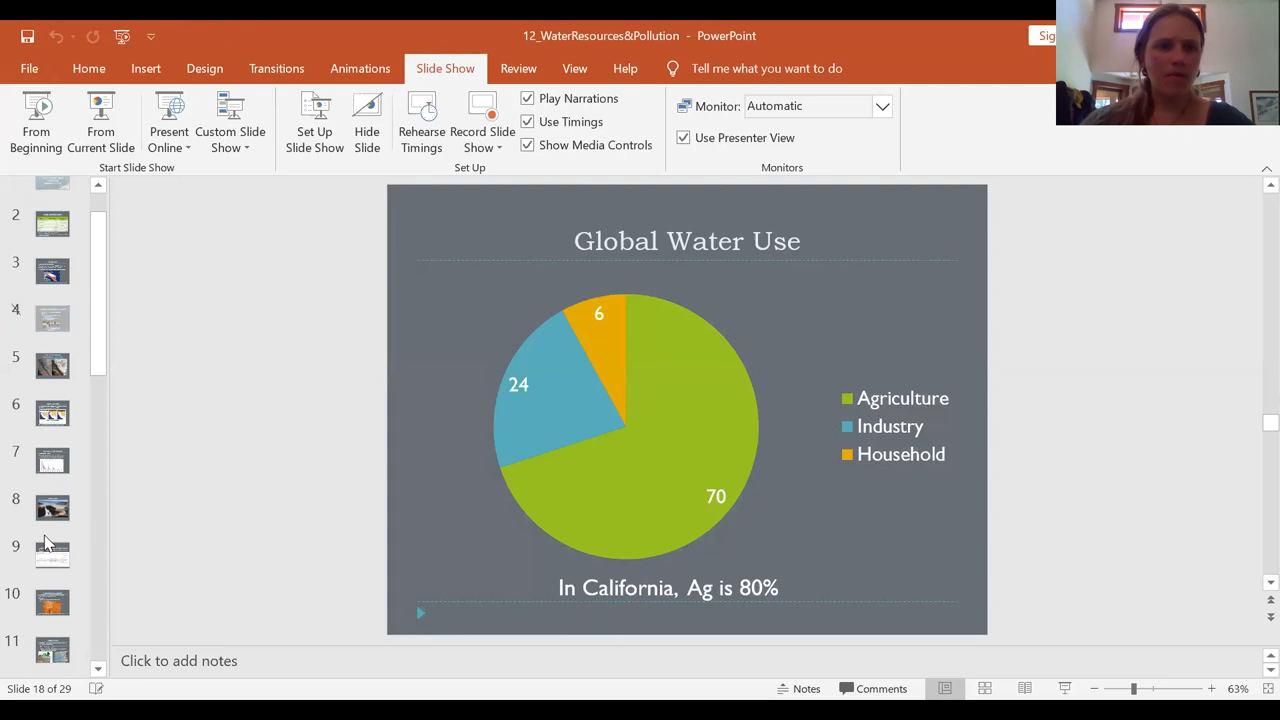 12_WaterResources&Pollution - PowerPoint
Sig
File Home Insert Design Transitions Animations Slide Show Review View Help Tell me what you want to do
From Beginning
From Current Slide
Present Online
Custom Slide Show
Start Slide Show
Set Up Slide Show
Hide Slide
Rehearse Timings
Record Slide Show
Play Narrations
Use Timings
Show Media Controls
Set Up
Monitor: Automatic
Use Presenter View
Monitors
2
3
4
5
6
7
8
9
10
11
Global Water Use
6
24
70
Agriculture
Industry
Household
In California, Ag is 80%
Click to add notes
Slide 18 of 29 Notes Comments 63%